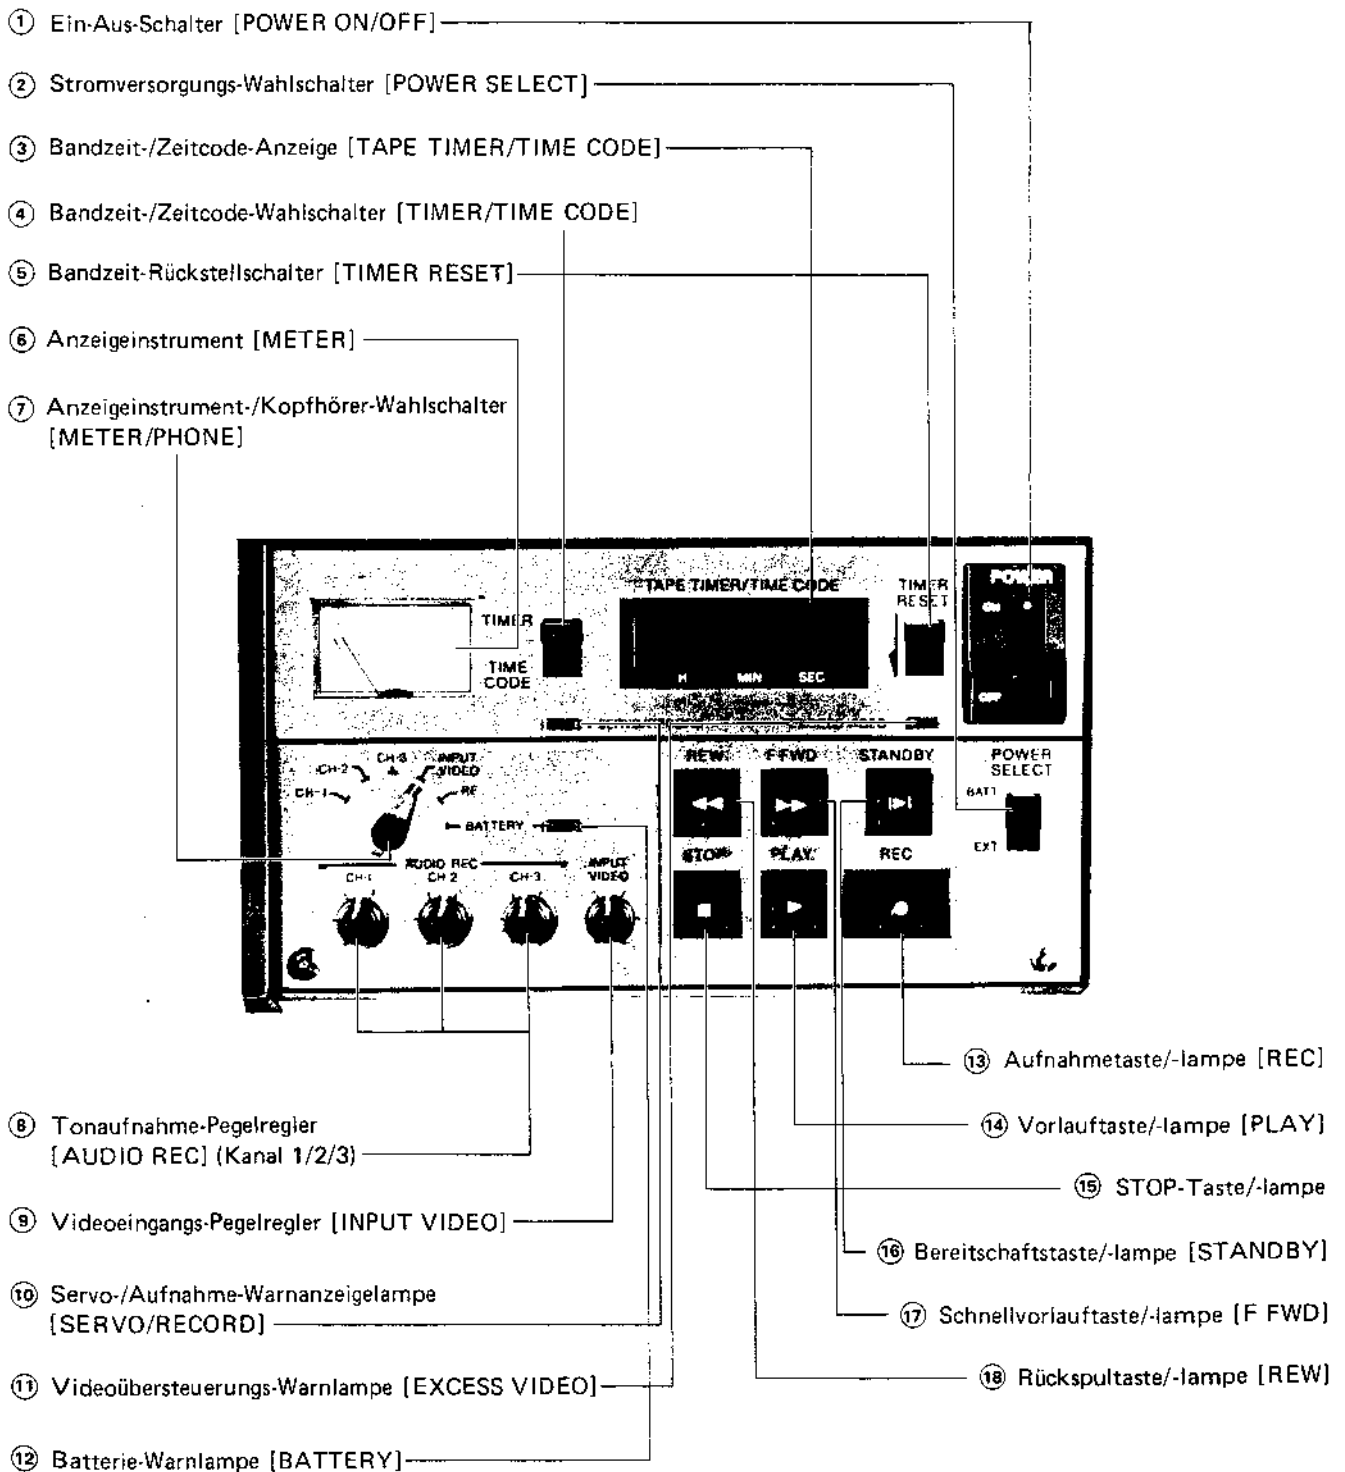 ① Ein-Aus-Schalter [POWER ON/OFF]
② Stromversorgungs-Wahlschalter [POWER SELECT]
③ Bandzeit-/Zeitcode-Anzeige [TAPE TIMER/TIME CODE]
④ Bandzeit-/Zeitcode-Wahlschalter [TIMER/TIME CODE]
⑤ Bandzeit-Rückstellschalter [TIMER RESET]
⑥ Anzeigeinstrument [METER]
⑦ Anzeigeinstrument-/Kopfhörer-Wahlschalter
[METER/PHONE]
TIMER
TIME
CODE
TAPE TIMER/TIME CODE
H MIN SEC
TIMER
RESET
POWER
ON
OFF
CH-1
CH-2
CH-3
INPUT
VIDEO
RF
BATTERY
AUDIO REC
CH-1
CH-2
CH-3
INPUT
VIDEO
REW
F FWD
STANDBY
STOP
PLAY
REC
POWER
SELECT
BATT
EXT
⑧ Tonaufnahme-Pegelregler
[AUDIO REC] (Kanal 1/2/3)
⑨ Videoeingangs-Pegelregler [INPUT VIDEO]
⑩ Servo-/Aufnahme-Warnanzeigelampe
[SERVO/RECORD]
⑪ Videoübersteuerungs-Warnlampe [EXCESS VIDEO]
⑫ Batterie-Warnlampe [BATTERY]
⑬ Aufnahmetaste/-lampe [REC]
⑭ Vorlauftaste/-lampe [PLAY]
⑮ STOP-Taste/-lampe
⑯ Bereitschaftstaste/-lampe [STANDBY]
⑰ Schnellvorlauftaste/-lampe [F FWD]
⑱ Rückspultaste/-lampe [REW]